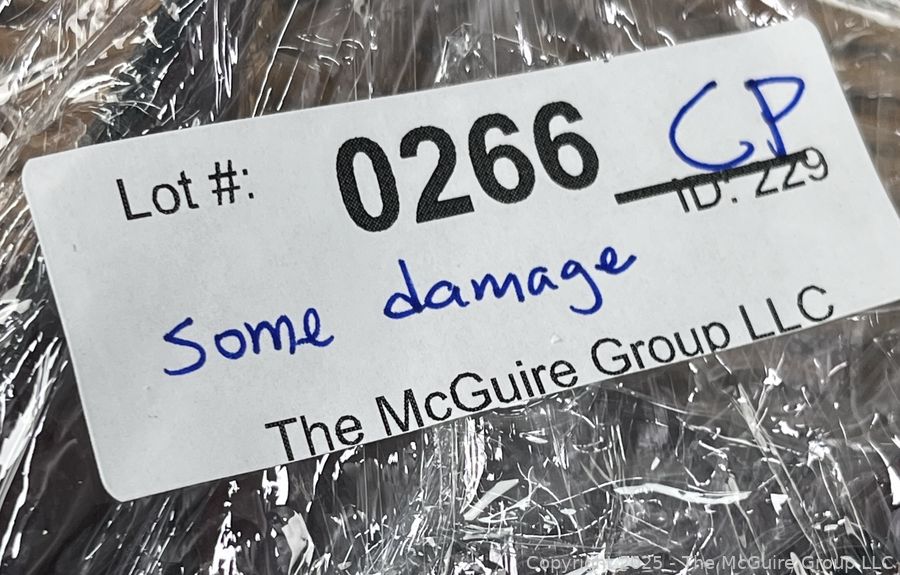 CP
Lot #: 0266 ID: 229
some damage
The McGuire Group LLC
Copyright 2025 - The McGuire Group LLC